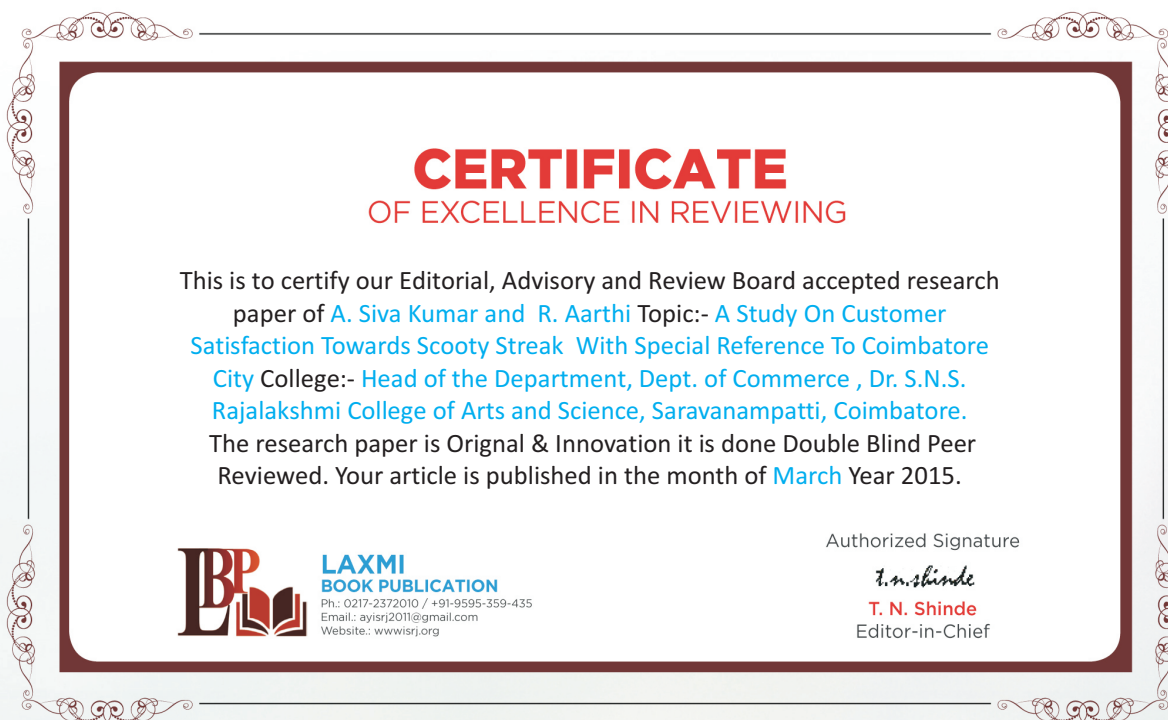 CERTIFICATE
OF EXCELLENCE IN REVIEWING
This is to certify our Editorial, Advisory and Review Board accepted research
paper of A. Siva Kumar and R. Aarthi Topic:- A Study On Customer
Satisfaction Towards Scooty Streak With Special Reference To Coimbatore
City College:- Head of the Department, Dept. of Commerce , Dr. S.N.S.
Rajalakshmi College of Arts and Science, Saravanampatti, Coimbatore.
The research paper is Orignal & Innovation it is done Double Blind Peer
Reviewed. Your article is published in the month of March Year 2015.
LBP
LAXMI
BOOK PUBLICATION
Ph.: 0217-2372010 / +91-9595-359-435
Email.: ayisrj2011@gmail.com
Website.: wwwisrj.org
Authorized Signature
t.n.shinde
T. N. Shinde
Editor-in-Chief